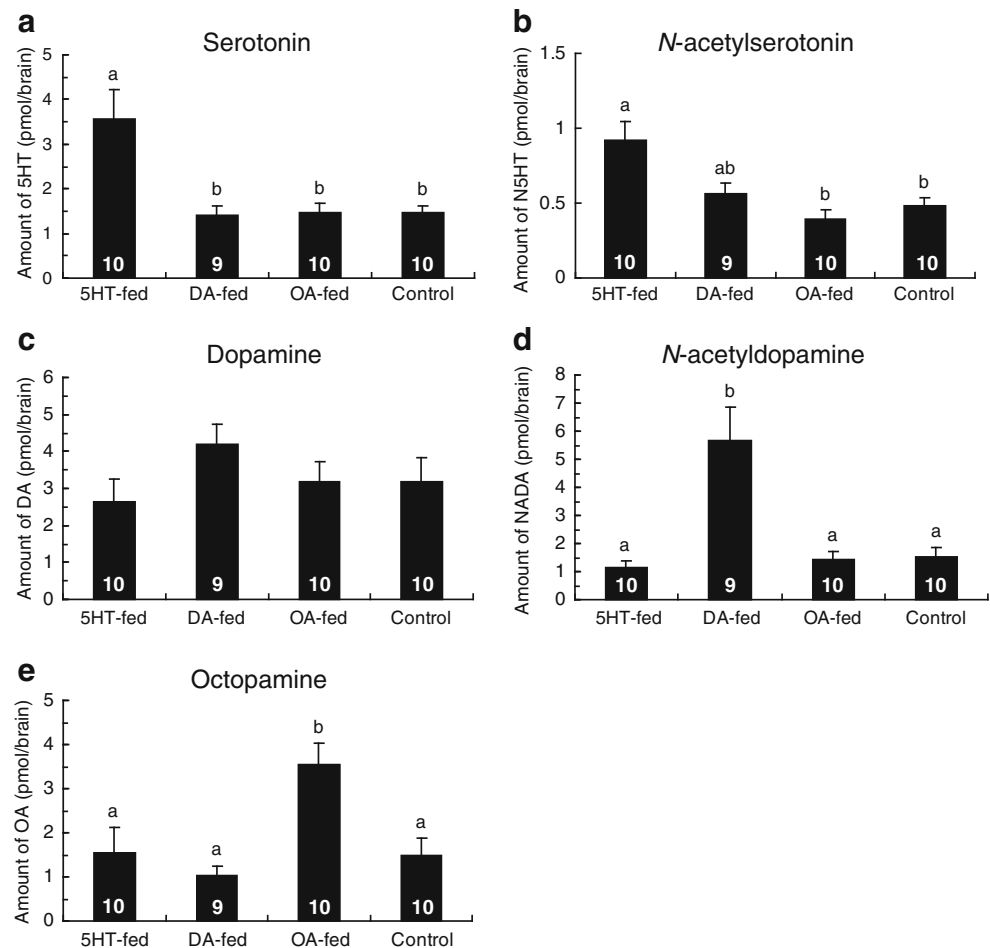 a
Serotonin
Amount of 5HT (pmol/brain)
5
4
3
2
1
0
a
b
b
b
10
9
10
10
5HT-fed DA-fed OA-fed Control
b
N-acetylserotonin
Amount of N5HT (pmol/brain)
1.5
1
0.5
0
a
ab
b
b
10
9
10
10
5HT-fed DA-fed OA-fed Control
c
Dopamine
Amount of DA (pmol/brain)
6
5
4
3
2
1
0
10
9
10
10
5HT-fed DA-fed OA-fed Control
d
N-acetyldopamine
Amount of NADA (pmol/brain)
8
7
6
5
4
3
2
1
0
a
b
a
a
10
9
10
10
5HT-fed DA-fed OA-fed Control
e
Octopamine
Amount of OA (pmol/brain)
5
4
3
2
1
0
a
a
b
a
10
9
10
10
5HT-fed DA-fed OA-fed Control